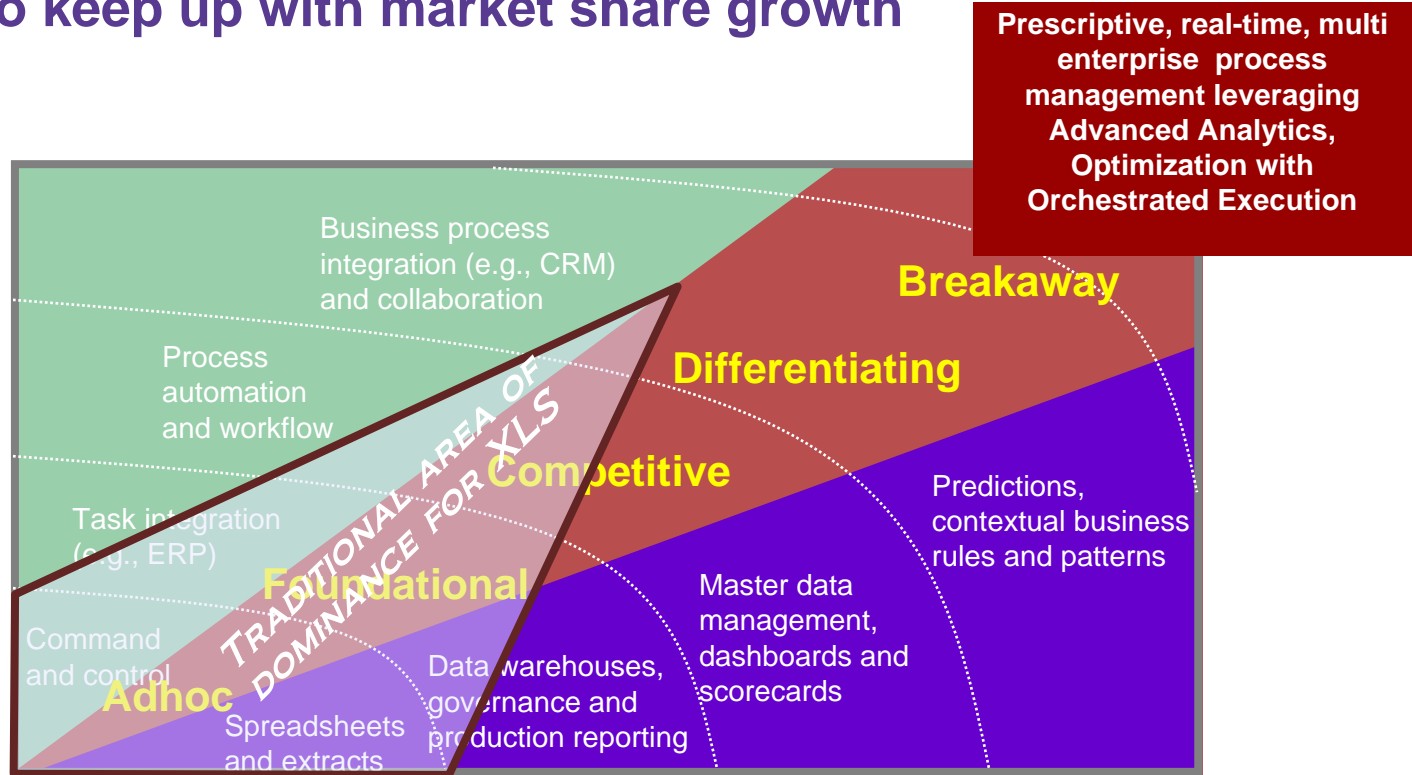 o keep up with market share growth
Prescriptive, real-time, multi
enterprise process
management leveraging
Advanced Analytics,
Optimization with
Orchestrated Execution
Business process
integration (e.g., CRM)
and collaboration
Breakaway
Process
automation
and workflow
Differentiating
TRADITIONAL AREA OF
DOMINANCE FOR XLS
Competitive
Predictions,
contextual business
rules and patterns
Task integration
(e.g., ERP)
Foundational
Master data
management,
dashboards and
scorecards
Command
and control
Adhoc
Data warehouses,
governance and
production reporting
Spreadsheets
and extracts